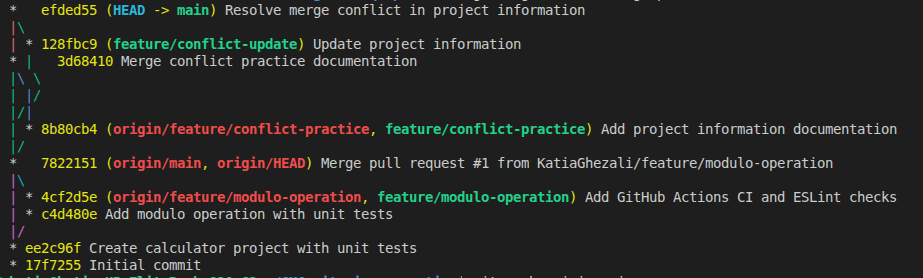 *   efded55 (HEAD -> main) Resolve merge conflict in project information
|\
| * 128fbc9 (feature/conflict-update) Update project information
* |   3d68410 Merge conflict practice documentation
|\ \
| |/
|/|
| * 8b80cb4 (origin/feature/conflict-practice, feature/conflict-practice) Add project information documentation
|/
*   7822151 (origin/main, origin/HEAD) Merge pull request #1 from KatiaGhezali/feature/modulo-operation
|\
| * 4cf2d5e (origin/feature/modulo-operation, feature/modulo-operation) Add GitHub Actions CI and ESLint checks
| * c4d480e Add modulo operation with unit tests
|/
* ee2c96f Create calculator project with unit tests
* 17f7255 Initial commit